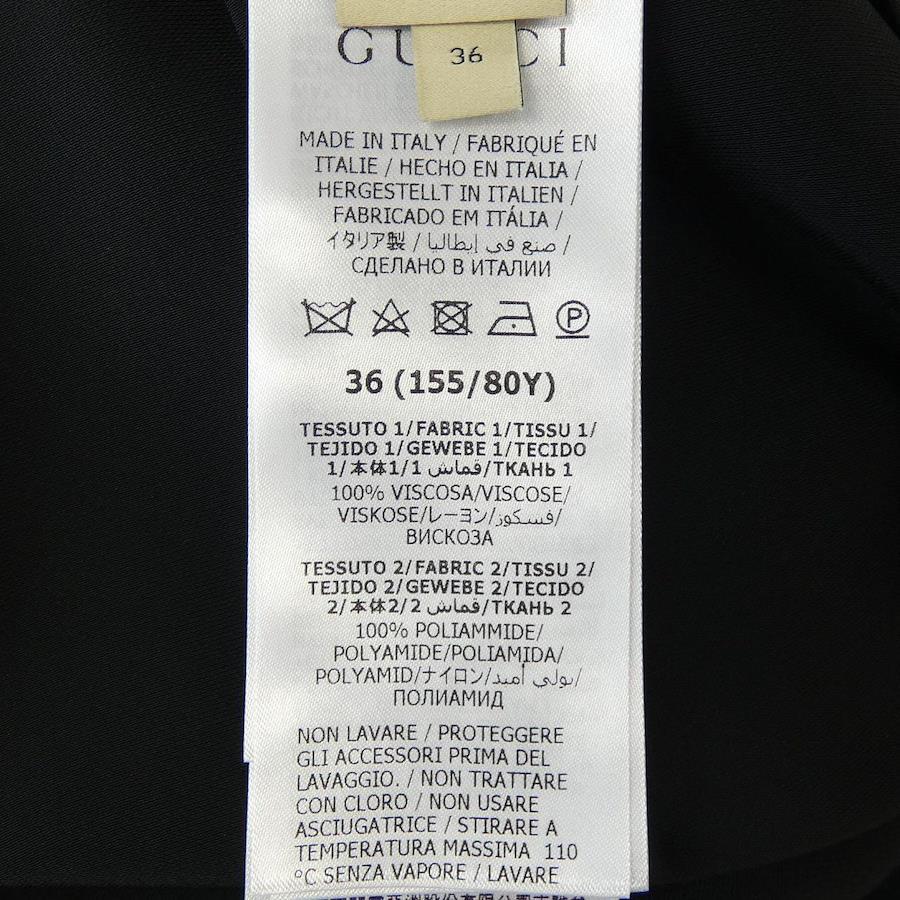 36
MADE IN ITALY / FABRIQUÉ EN
ITALIE / HECHO EN ITALIA /
HERGESTELLT IN ITALIEN /
FABRICADO EM ITÁLIA /
イタリア製 / صنع في إيطاليا /
СДЕЛАНО В ИТАЛИИ
P
36 (155/80Y)
TESSUTO 1/FABRIC 1/TISSU 1/
TEJIDO 1/GEWEBE 1/TECIDO
1/本体1/1 قماش/ТКАНЬ 1
100% VISCOSA/VISCOSE/
VISKOSE/レーヨン/فسكوز/
ВИСКОЗА
TESSUTO 2/FABRIC 2/TISSU 2/
TEJIDO 2/GEWEBE 2/TECIDO
2/本体2/2 قماش/ТКАНЬ 2
100% POLIAMMIDE/
POLYAMIDE/POLIAMIDA/
POLYAMID/ナイロン/بولي أميد/
ПОЛИАМИД
NON LAVARE / PROTEGGERE
GLI ACCESSORI PRIMA DEL
LAVAGGIO. / NON TRATTARE
CON CLORO / NON USARE
ASCIUGATRICE / STIRARE A
TEMPERATURA MASSIMA 110
°C SENZA VAPORE / LAVARE